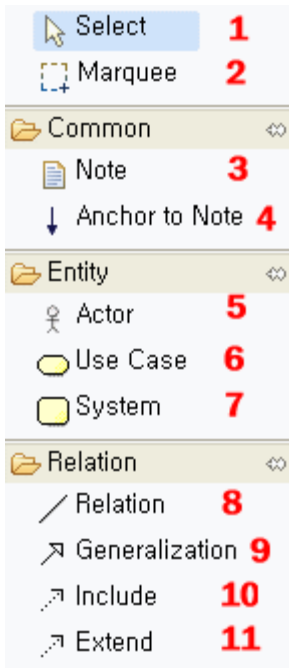 Select 1
Marquee 2
Common
Note 3
Anchor to Note 4
Entity
Actor 5
Use Case 6
System 7
Relation
Relation 8
Generalization 9
Include 10
Extend 11